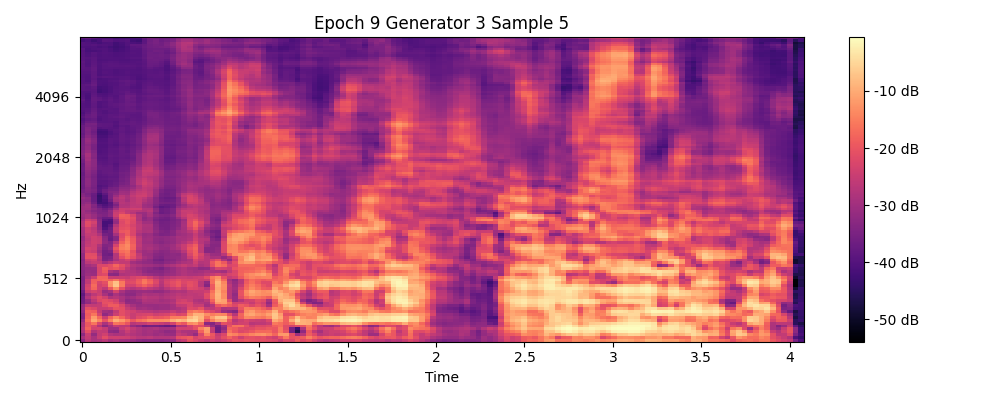 Epoch 9 Generator 3 Sample 5
Hz
4096
2048
1024
512
0
0 0.5 1 1.5 2 2.5 3 3.5 4
Time
-10 dB
-20 dB
-30 dB
-40 dB
-50 dB